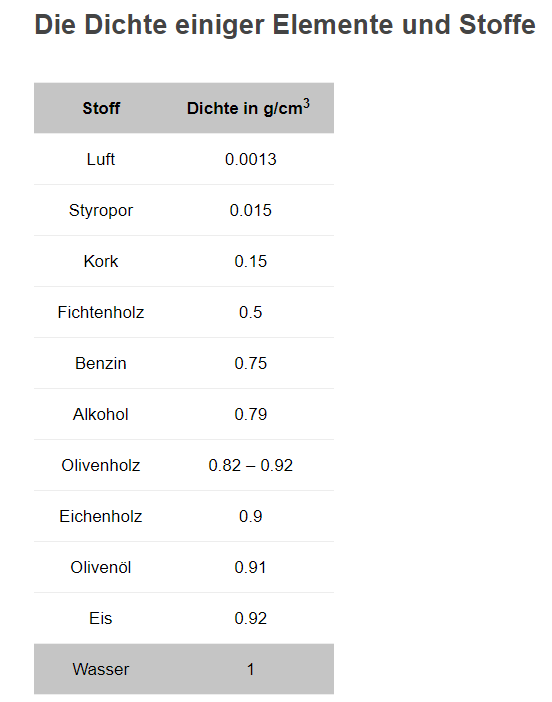 Die Dichte einiger Elemente und Stoffe
Stoff Dichte in g/cm³
Luft 0.0013
Styropor 0.015
Kork 0.15
Fichtenholz 0.5
Benzin 0.75
Alkohol 0.79
Olivenholz 0.82 – 0.92
Eichenholz 0.9
Olivenöl 0.91
Eis 0.92
Wasser 1